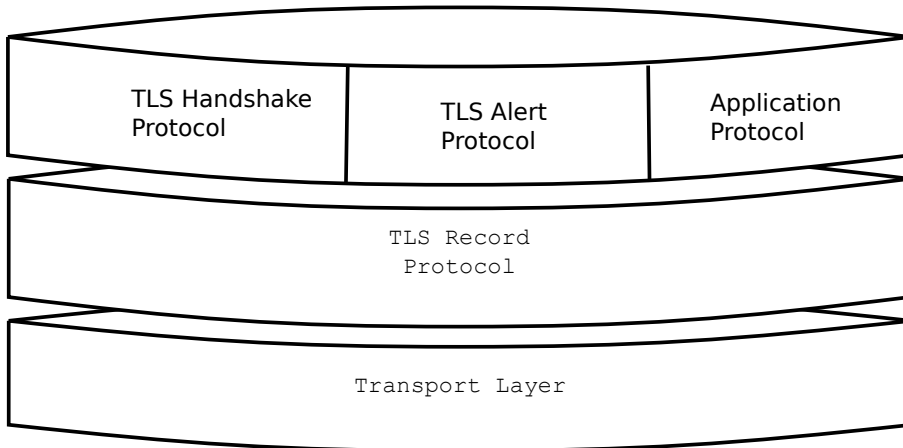 TLS Handshake
Protocol
TLS Alert
Protocol
Application
Protocol
TLS Record
Protocol
Transport Layer